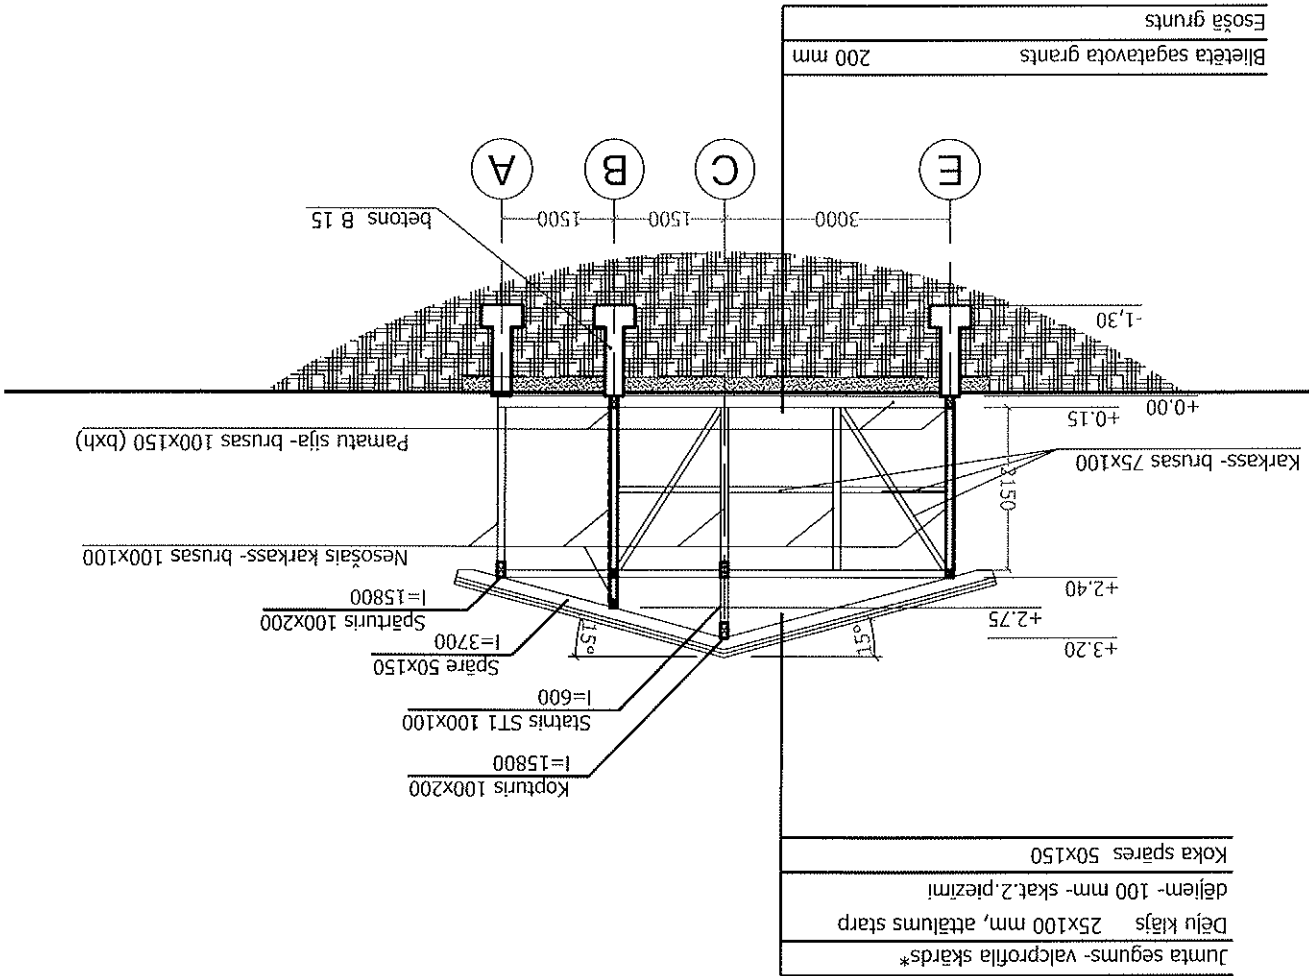 Jumta segums- valcprofila skārds*
Dēļu klājs 25x100 mm, attālums starp
dēļiem- 100 mm- skat.2.piezīmi
Koka spāres 50x150
Kopturis 100x200
l=15800
Statnis ST1 100x100
l=600
Spāre 50x150
l=3700
Spārturis 100x200
l=15800
15°
15°
+3.20
+2.75
+2.40
Nesošais karkass- brusas 100x100
Karkass- brusas 75x100
3150
Pamatu sija- brusas 100x150 (bxh)
+0.15
+0.00
-1,30
betons B 15
3000
1500
1500
E
C
B
A
Blietēta sagatavota grants 200 mm
Esošā grunts